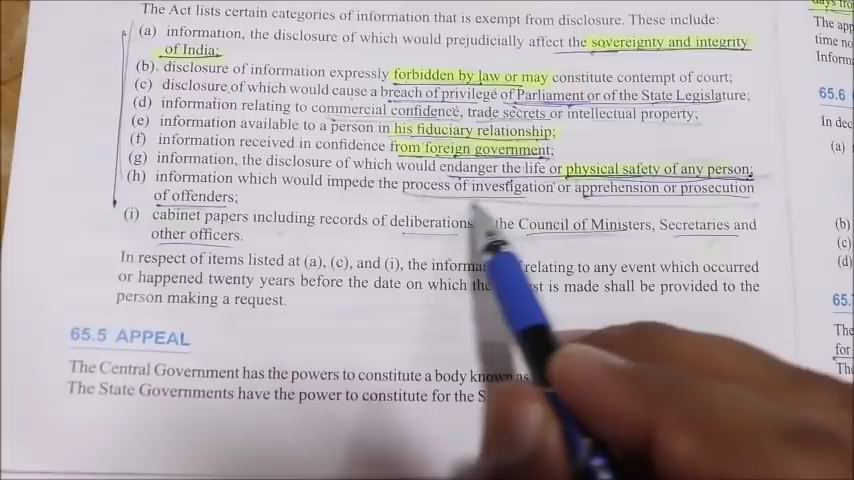 The Act lists certain categories of information that is exempt from disclosure. These include:
(a) information, the disclosure of which would prejudicially affect the sovereignty and integrity
of India;
(b). disclosure of information expressly forbidden by law or may constitute contempt of court;
(c) disclosure of which would cause a breach of privilege of Parliament or of the State Legislature;
(d) information relating to commercial confidence, trade secrets or intellectual property;
(e) information available to a person in his fiduciary relationship;
(f) information received in confidence from foreign government;
(g) information, the disclosure of which would endanger the life or physical safety of any person;
(h) information which would impede the process of investigation or apprehension or prosecution
of offenders;
(i) cabinet papers including records of deliberations the Council of Ministers, Secretaries and
other officers.
In respect of items listed at (a), (c), and (i), the relating to any event which occurred
or happened twenty years before the date on which the is made shall be provided to the
person making a request.
65.5 APPEAL
The Central Government has the powers to constitute a body known as
The State Governments have the power to constitute for the S
days
The app
time no
Inform
65.6
In dec
(a)
(b)
(c)
(d)
65.
The
for
The